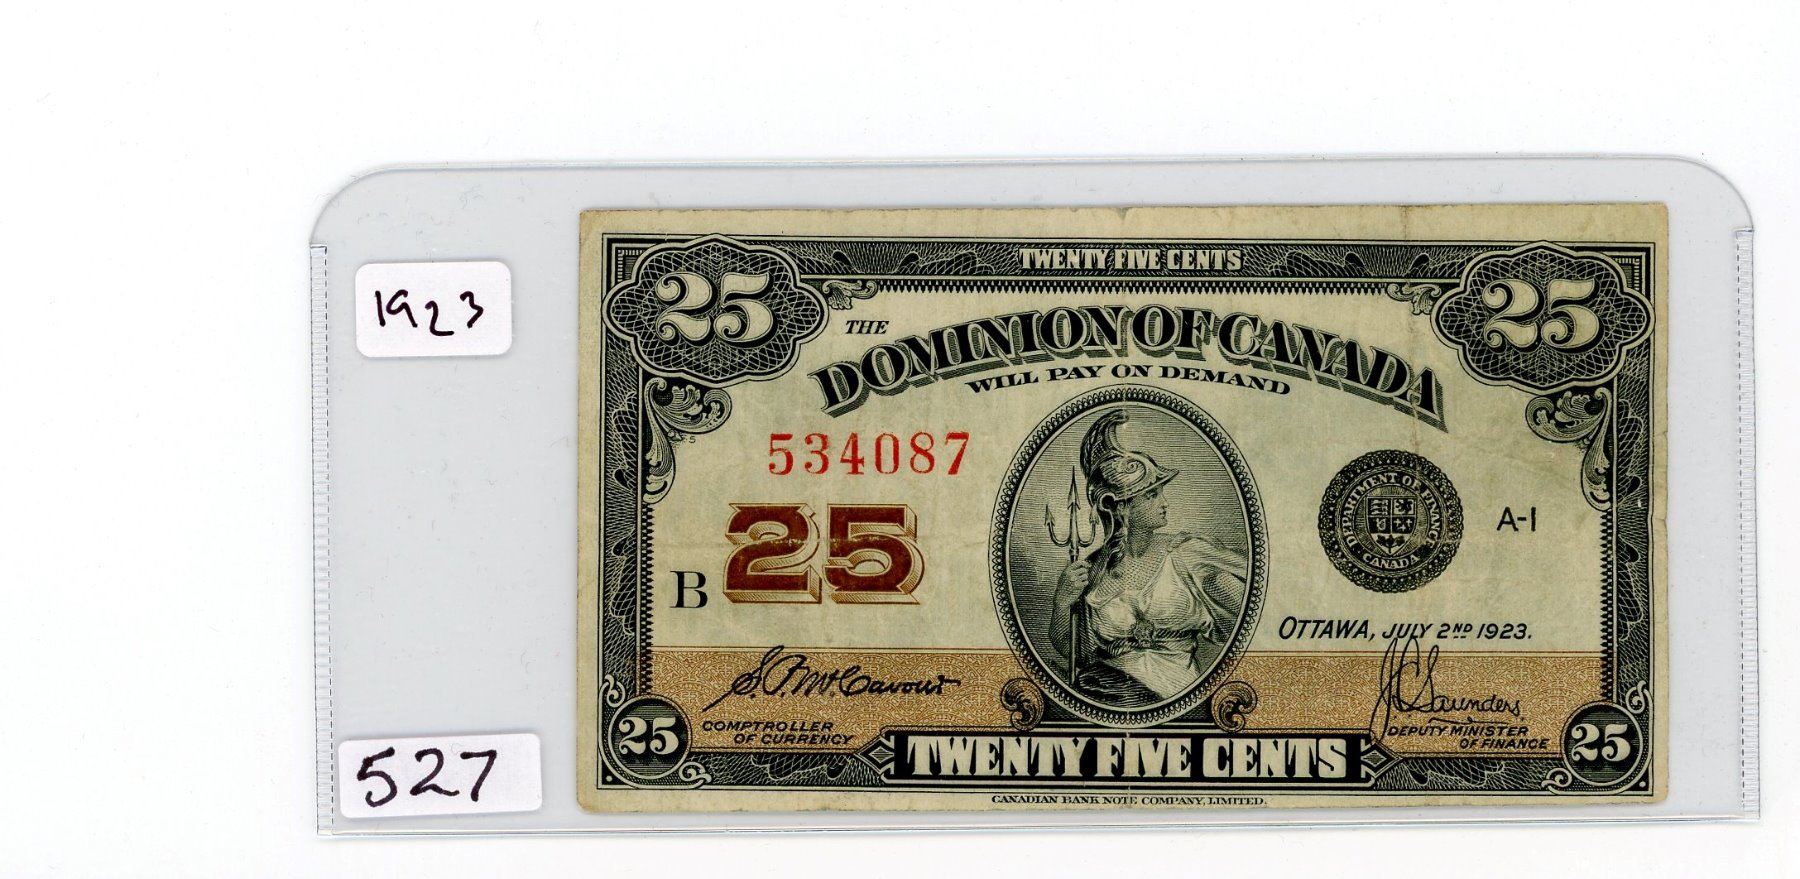 1923
527
TWENTY FIVE CENTS
25
25
THE
DOMINION OF CANADA
WILL PAY ON DEMAND
5
534087
25
B
DEPARTMENT OF FINANCE
CANADA
A-1
OTTAWA, JULY 2ND 1923.
J C Saunders
COMPTROLLER
OF CURRENCY
DEPUTY MINISTER
OF FINANCE
25
TWENTY FIVE CENTS
25
CANADIAN BANK NOTE COMPANY, LIMITED.